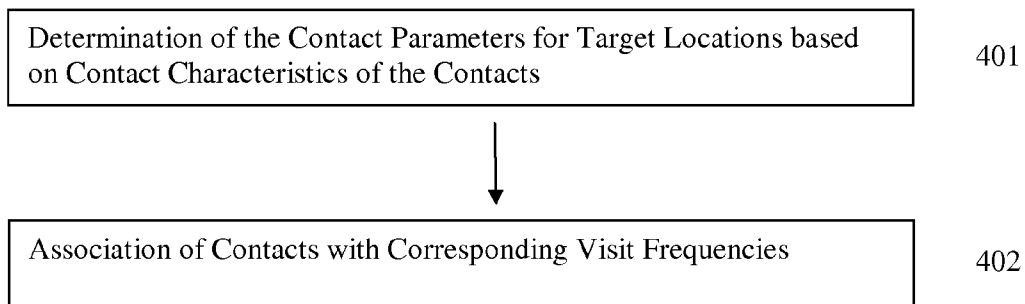 Determination of the Contact Parameters for Target Locations based
on Contact Characteristics of the Contacts
401
Association of Contacts with Corresponding Visit Frequencies
402